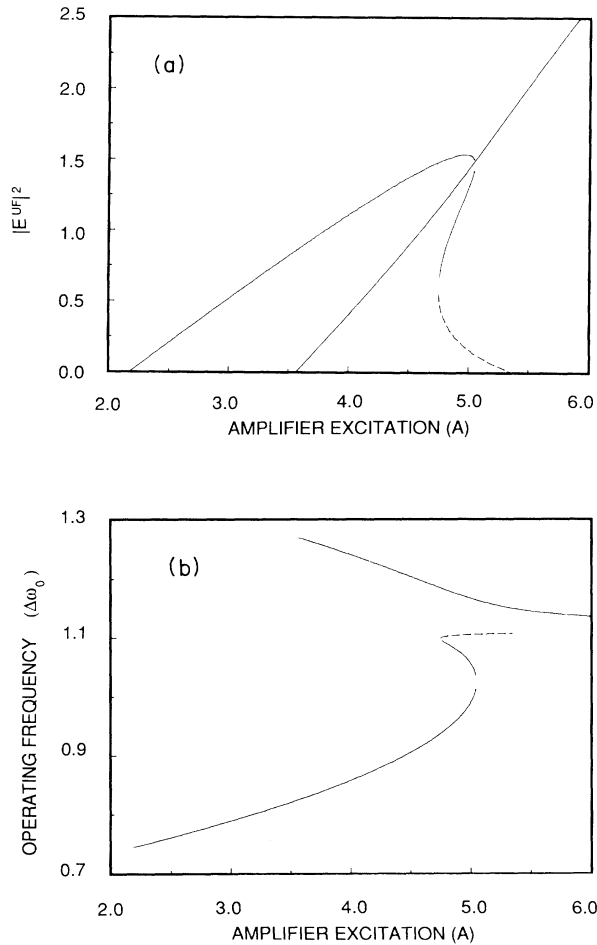 2.5
(a)
2.0
1.5
|E^UF|^2
1.0
0.5
0.0
2.0 3.0 4.0 5.0 6.0
AMPLIFIER EXCITATION (A)
1.3
(b)
OPERATING FREQUENCY (Δω₀)
1.1
0.9
0.7
2.0 3.0 4.0 5.0 6.0
AMPLIFIER EXCITATION (A)